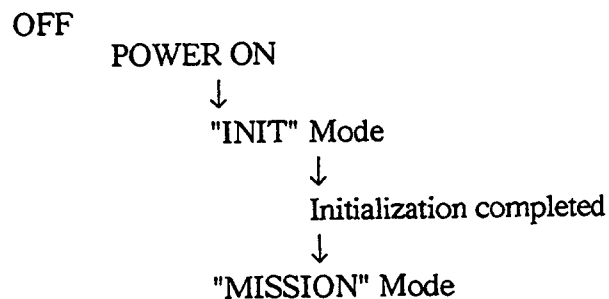 OFF
POWER ON
↓
"INIT" Mode
↓
Initialization completed
↓
"MISSION" Mode